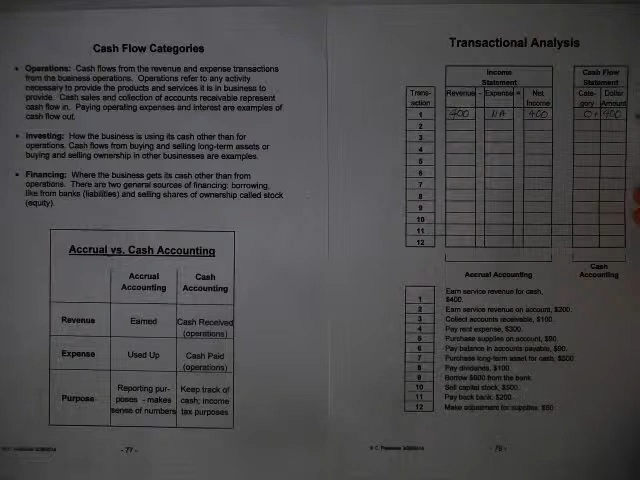 Cash Flow Categories
• Operations: Cash flows from the revenue and expense transactions
from the business operations. Operations refer to any activity
necessary to provide the products and services it is in business to
provide. Cash sales and collection of accounts receivable represent
cash flow in. Paying operating expenses and interest are examples of
cash flow out.
• Investing: How the business is using its cash other than for
operations. Cash flows from buying and selling long-term assets or
buying and selling ownership in other businesses are examples.
• Financing: Where the business gets its cash other than from
operations. There are two general sources of financing: borrowing,
like from banks (liabilities) and selling shares of ownership called stock
(equity).
Accrual vs. Cash Accounting
Accrual Accounting
Cash Accounting
Revenue
Earned
Cash Received (operations)
Expense
Used Up
Cash Paid (operations)
Purpose
Reporting pur-
poses - makes
sense of numbers
Keep track of
cash; income
tax purposes
- 77 -
Transactional Analysis
Income Statement
Cash Flow Statement
Trans-action
Revenue - Expense = Net Income
Cate-gory
Dollar Amount
1 400 NA 400 O + 400
2
3
4
5
6
7
8
9
10
11
12
Accrual Accounting
Cash Accounting
1 Earn service revenue for cash, $400.
2 Earn service revenue on account, $300.
3 Collect accounts receivable, $100.
4 Pay rent expense, $300.
5 Purchase supplies on account, $90.
6 Pay balance in accounts payable, $90.
7 Purchase long-term asset for cash, $500
8 Pay dividends, $100
9 Borrow $600 from the bank
10 Sell capital stock, $500.
11 Pay back bank, $200.
12 Make adjustment for supplies, $50